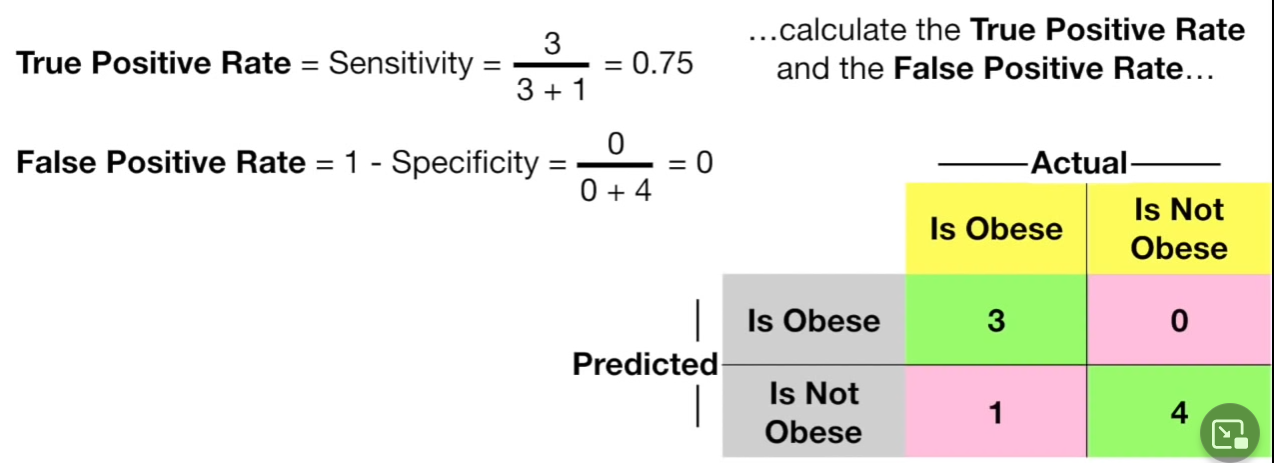 True Positive Rate = Sensitivity = 3 / 3 + 1 = 0.75
…calculate the True Positive Rate
and the False Positive Rate…
False Positive Rate = 1 - Specificity = 0 / 0 + 4 = 0
Actual
Is Obese
Is Not
Obese
Predicted
Is Obese
3
0
Is Not
Obese
1
4